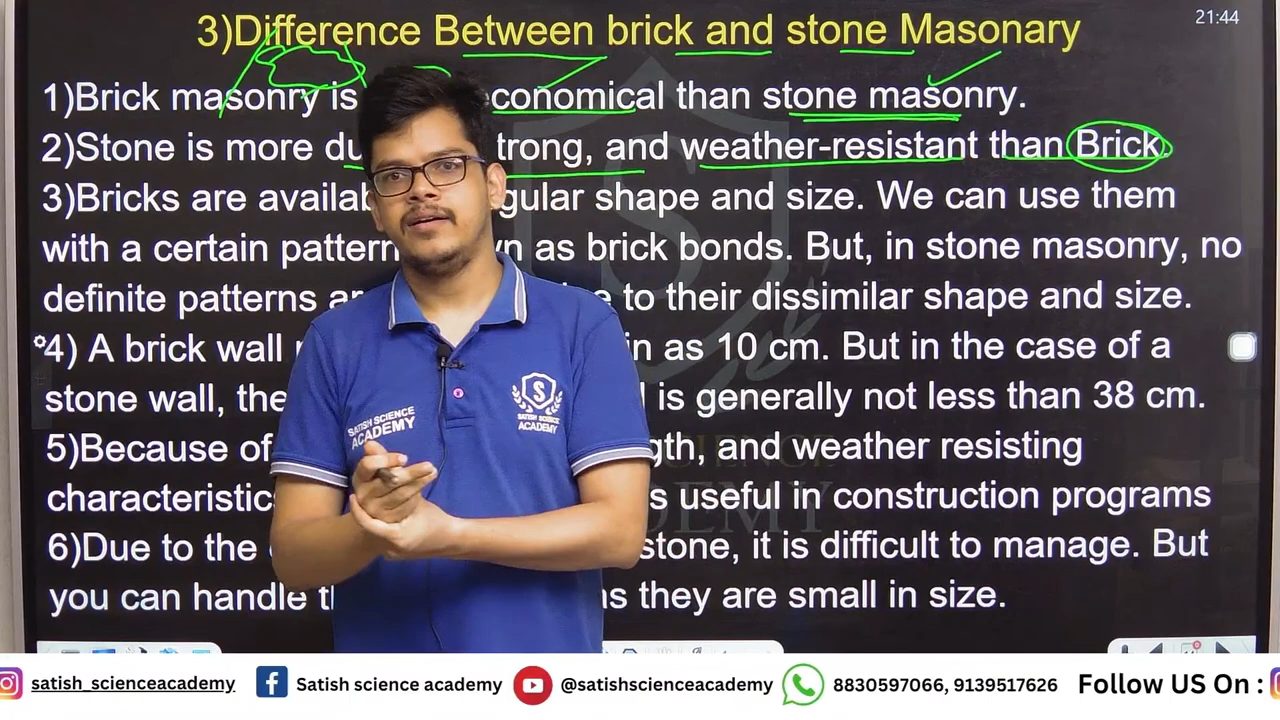 3)Difference Between brick and stone Masonary
21:44
1)Brick masonry is conomical than stone masonry.
2)Stone is more trong, and weather-resistant than Brick.
3)Bricks are availab gular shape and size. We can use them
with a certain pattern n as brick bonds. But, in stone masonry, no
definite patterns ar to their dissimilar shape and size.
4) A brick wall in as 10 cm. But in the case of a
stone wall, the is generally not less than 38 cm.
5)Because of gth, and weather resisting
characteristics s useful in construction programs
6)Due to the stone, it is difficult to manage. But
you can handle as they are small in size.
SATISH SCIENCE
ACADEMY
S
SATISH SCIENCE
ACADEMY
satish_scienceacademy Satish science academy @satishscienceacademy 8830597066, 9139517626 Follow US On :